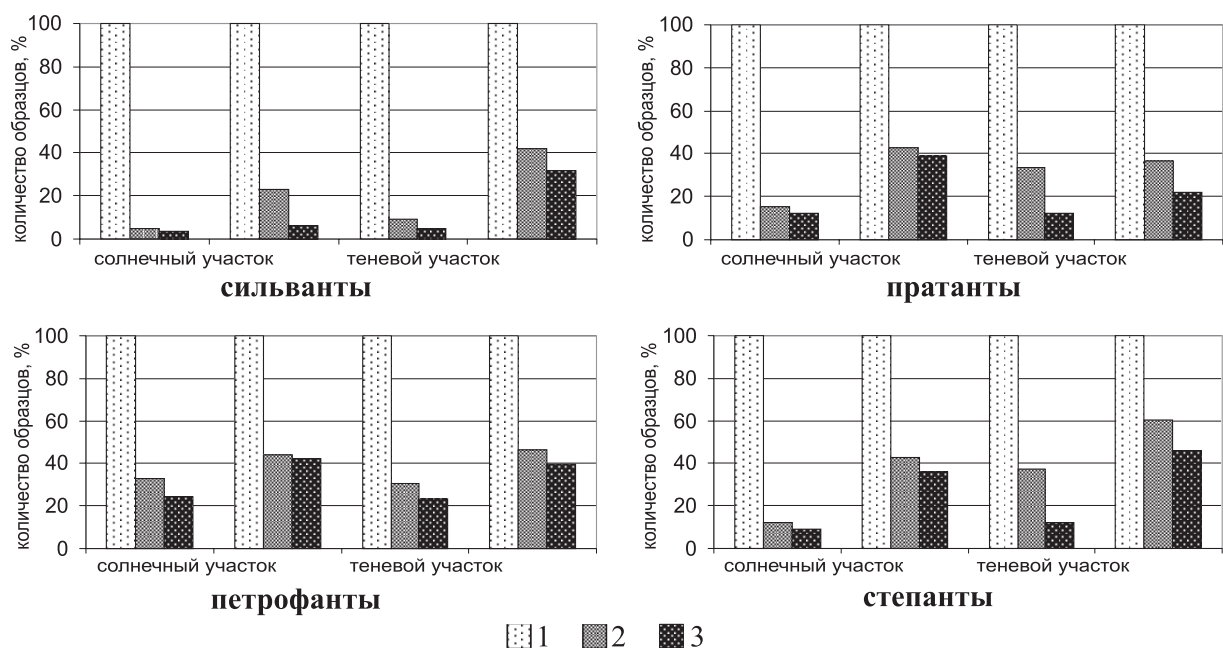 количество образцов, %
100
80
60
40
20
0
солнечный участок теневой участок
сильванты
количество образцов, %
100
80
60
40
20
0
солнечный участок теневой участок
пратанты
количество образцов, %
100
80
60
40
20
0
солнечный участок теневой участок
петрофанты
количество образцов, %
100
80
60
40
20
0
солнечный участок теневой участок
степанты
1 2 3